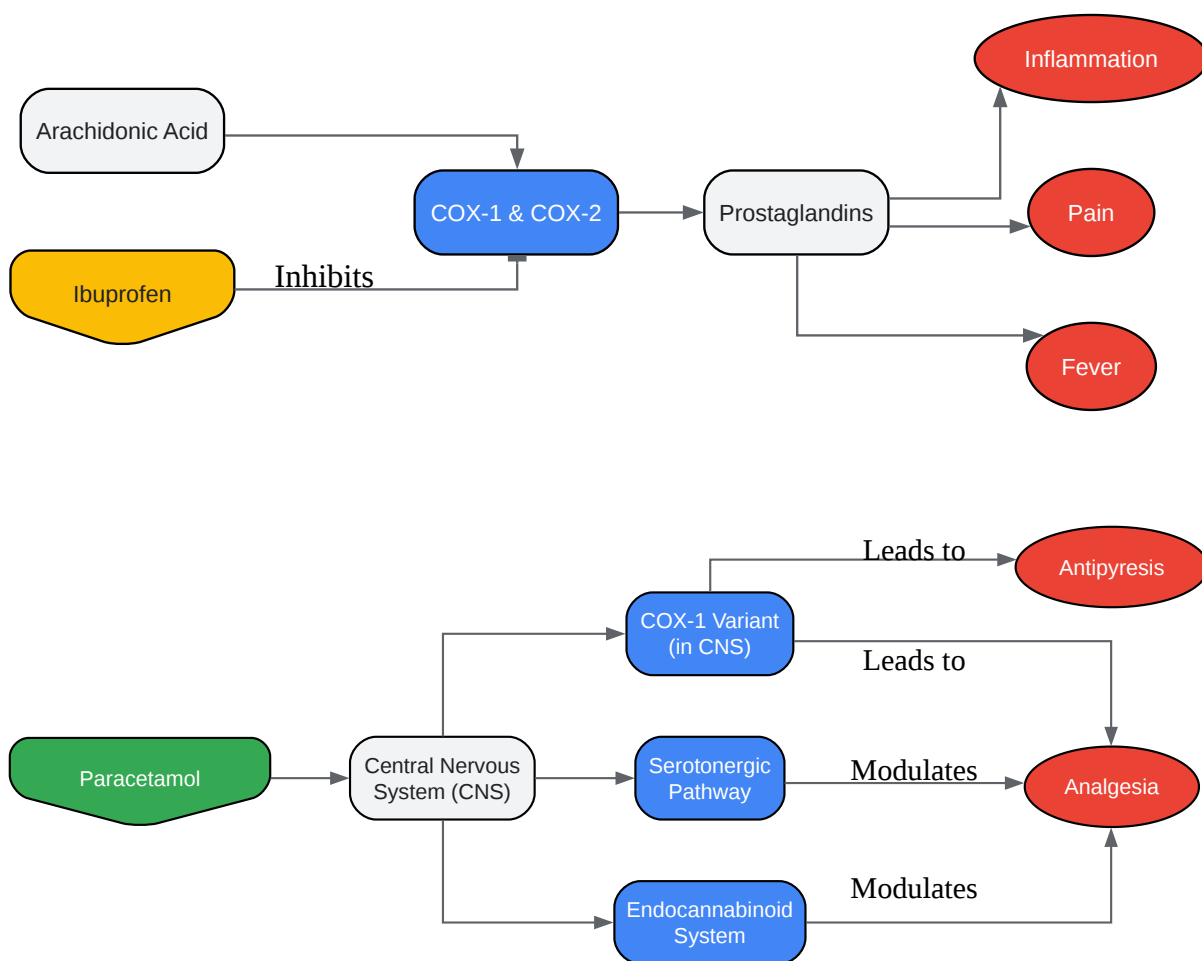 Inflammation
Arachidonic Acid
COX-1 & COX-2
Prostaglandins
Pain
Ibuprofen
Inhibits
Fever
Leads to
Antipyresis
COX-1 Variant
(in CNS)
Leads to
Paracetamol
Central Nervous
System (CNS)
Serotonergic
Pathway
Modulates
Analgesia
Endocannabinoid
System
Modulates